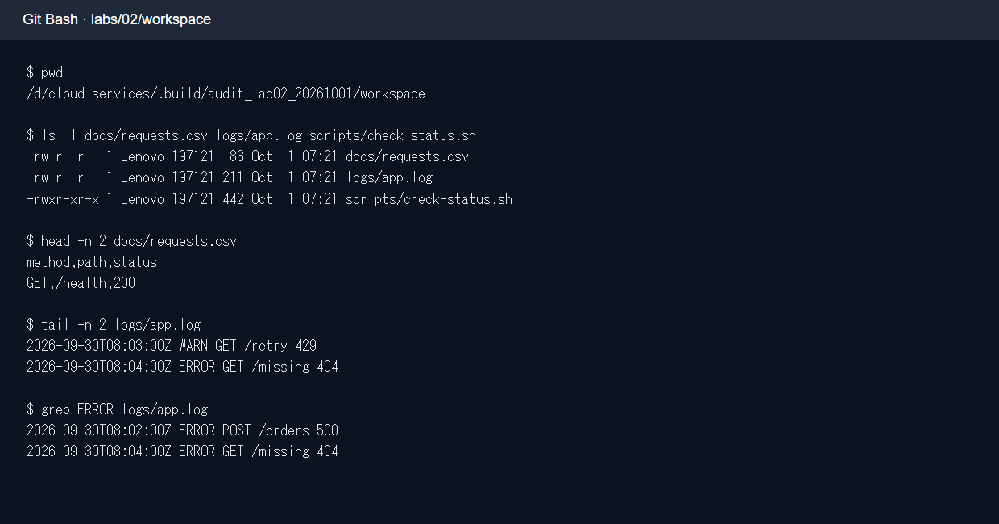 Git Bash · labs/02/workspace
$ pwd
/d/cloud services/.build/audit_lab02_20261001/workspace
$ ls -l docs/requests.csv logs/app.log scripts/check-status.sh
-rw-r--r-- 1 Lenovo 197121  83 Oct  1 07:21 docs/requests.csv
-rw-r--r-- 1 Lenovo 197121 211 Oct  1 07:21 logs/app.log
-rwxr-xr-x 1 Lenovo 197121 442 Oct  1 07:21 scripts/check-status.sh
$ head -n 2 docs/requests.csv
method,path,status
GET,/health,200
$ tail -n 2 logs/app.log
2026-09-30T08:03:00Z WARN GET /retry 429
2026-09-30T08:04:00Z ERROR GET /missing 404
$ grep ERROR logs/app.log
2026-09-30T08:02:00Z ERROR POST /orders 500
2026-09-30T08:04:00Z ERROR GET /missing 404